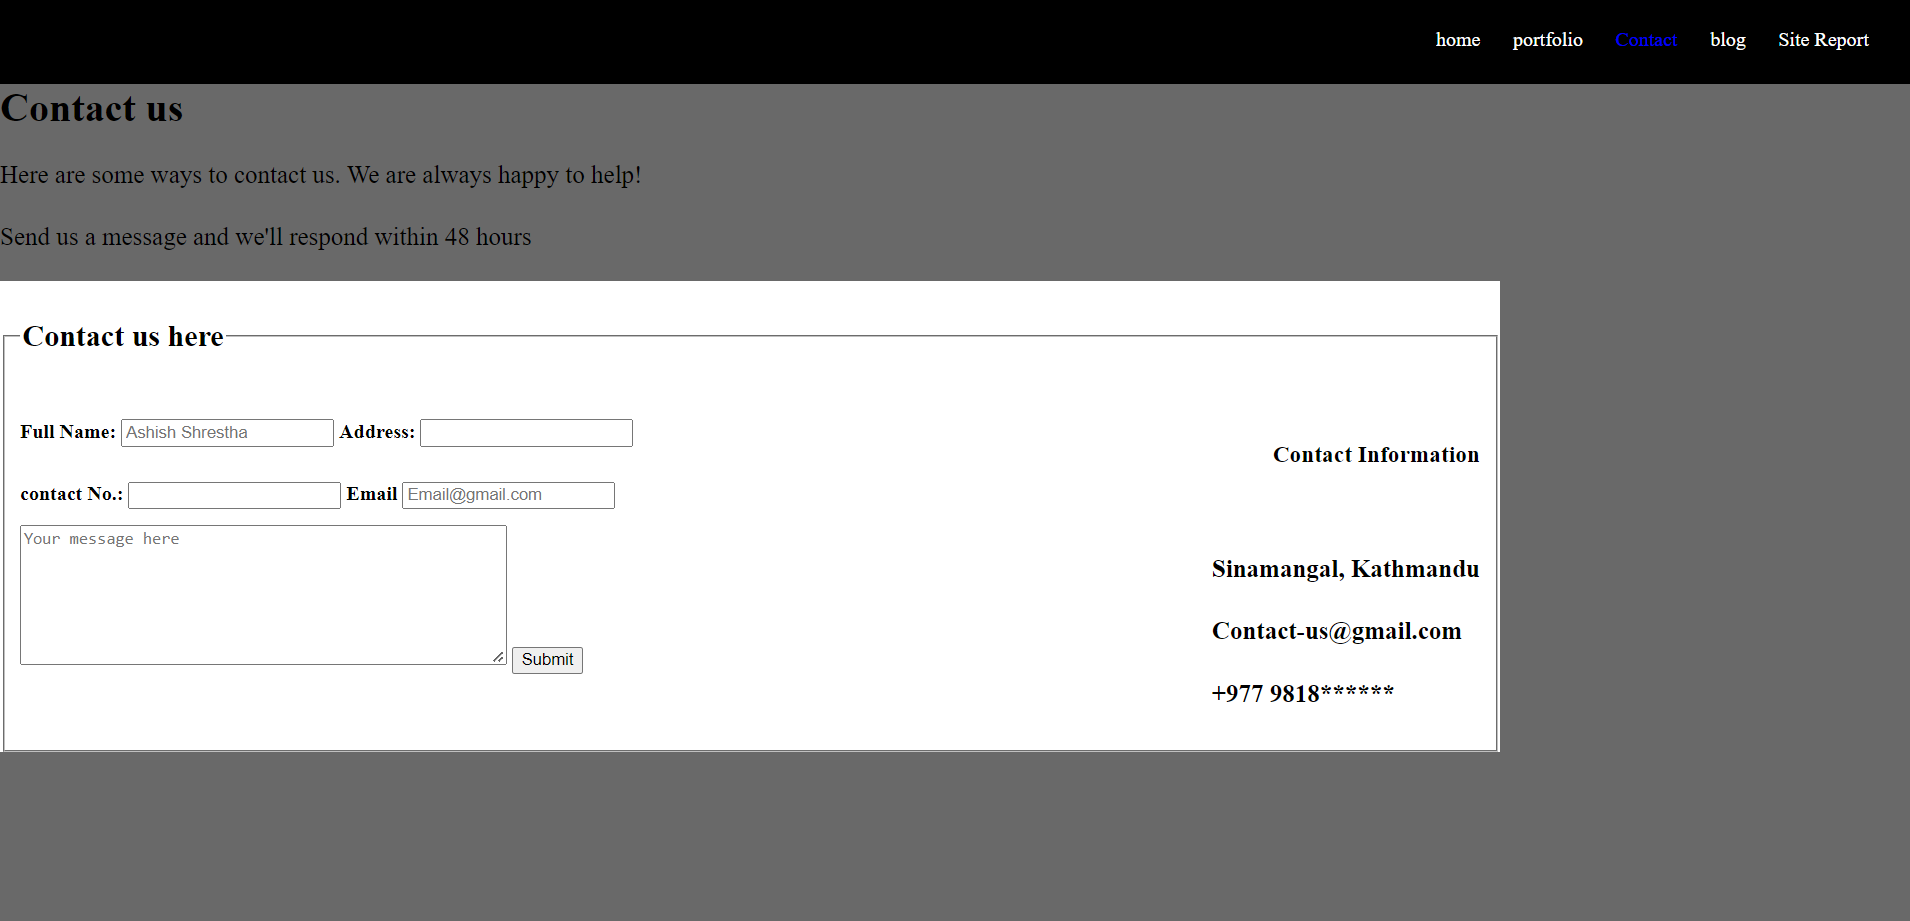 home portfolio Contact blog Site Report
Contact us
Here are some ways to contact us. We are always happy to help!
Send us a message and we'll respond within 48 hours
Contact us here
Full Name: Ashish Shrestha Address:
contact No.: Email Email@gmail.com
Your message here
Submit
Contact Information
Sinamangal, Kathmandu
Contact-us@gmail.com
+977 9818******